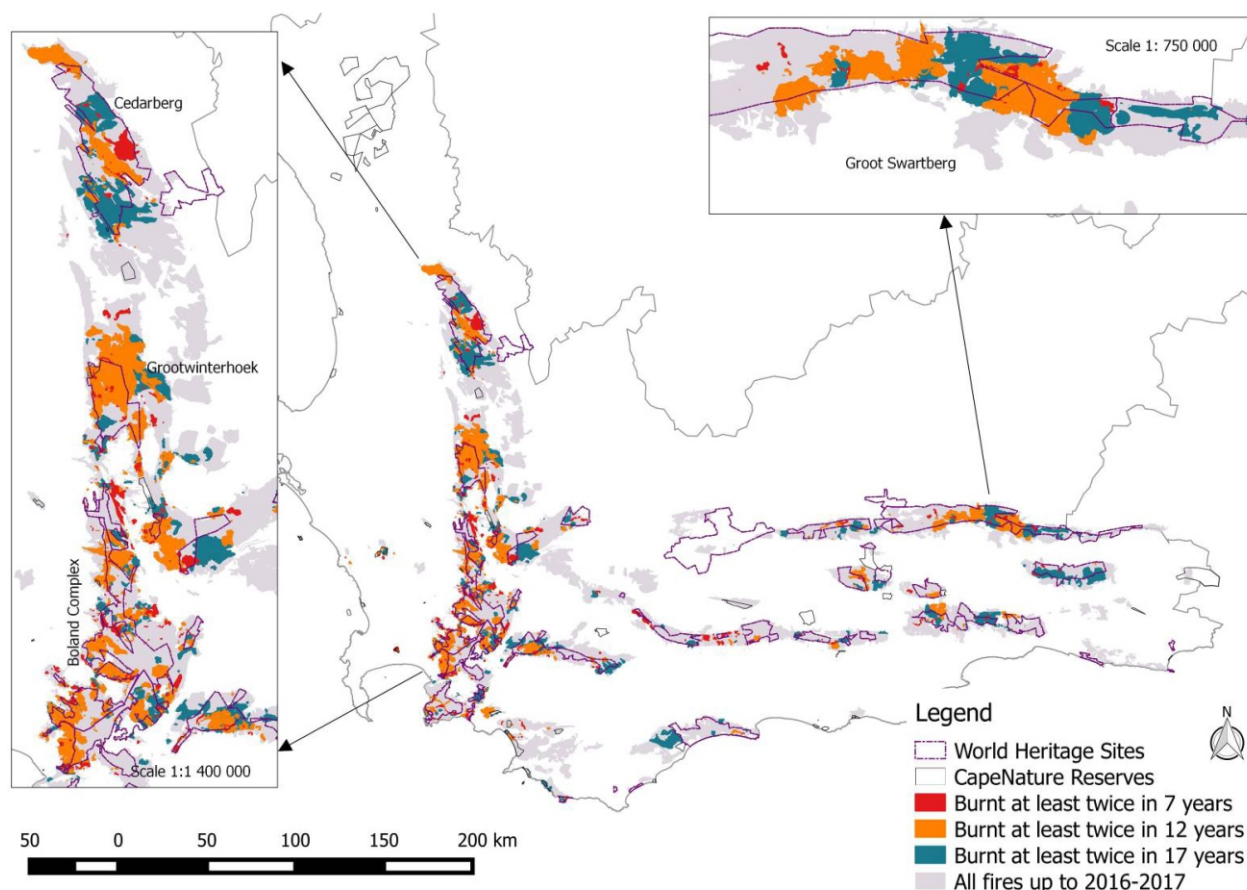 Cedarberg
Grootwinterhoek
Boland Complex
Scale 1:1 400 000
Scale 1: 750 000
Groot Swartberg
Legend
N
World Heritage Sites
CapeNature Reserves
Burnt at least twice in 7 years
Burnt at least twice in 12 years
Burnt at least twice in 17 years
All fires up to 2016-2017
50 0 50 100 150 200 km